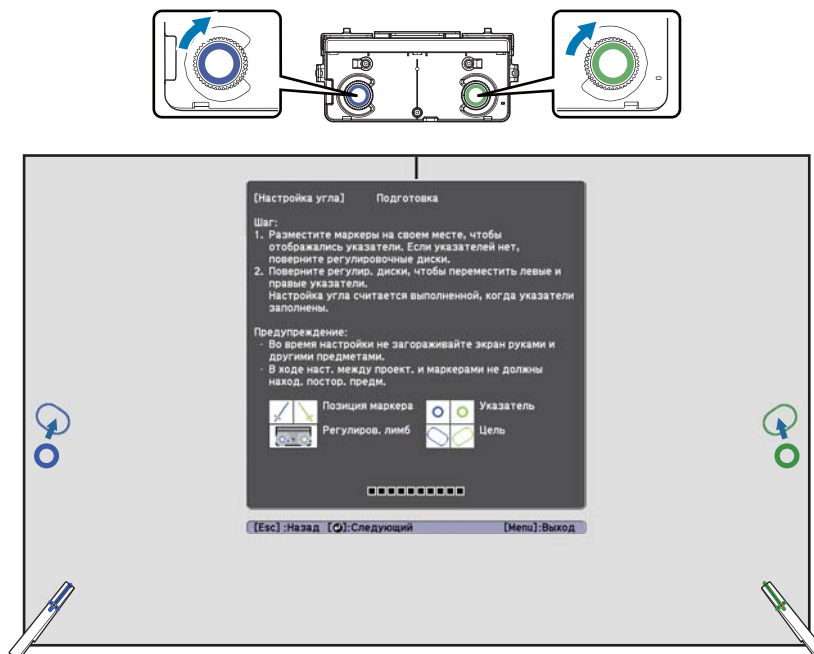 [Настройка угла] Подготовка
Шаг:
1. Разместите маркеры на своем месте, чтобы
отображались указатели. Если указателей нет,
поверните регулировочные диски.
2. Поверните регулир. диски, чтобы переместить левые и
правые указатели.
Настройка угла считается выполненной, когда указатели
заполнены.
Предупреждение:
· Во время настройки не загораживайте экран руками и
другими предметами.
· В ходе наст. между проект. и маркерами не должны
наход. постор. предм.
Позиция маркера
Указатель
Регулиров. лимб
Цель
[Esc] :Назад [⏎]:Следующий [Menu]:Выход